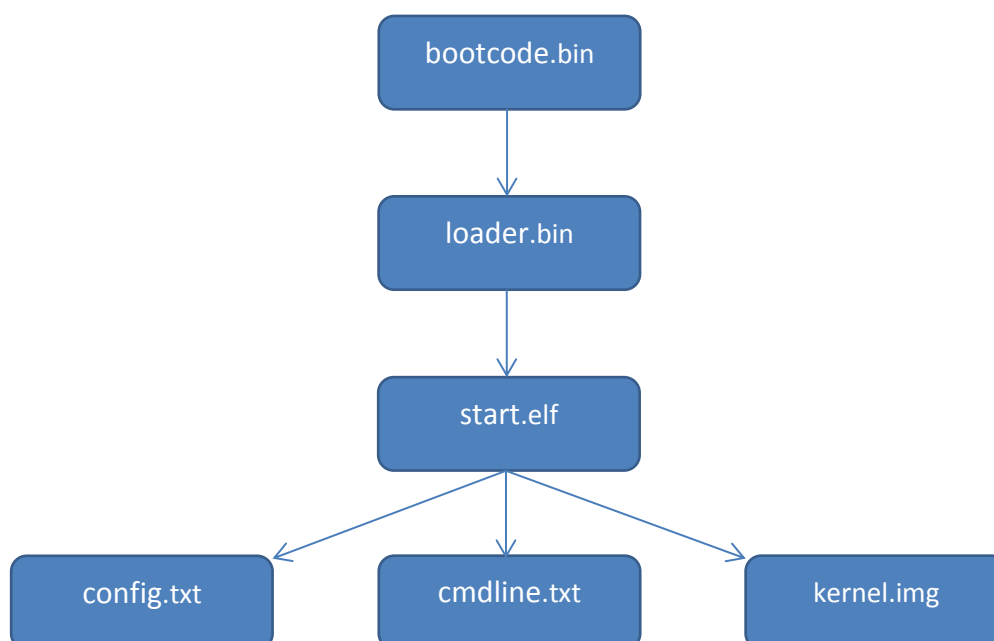 bootcode.bin
loader.bin
start.elf
config.txt
cmdline.txt
kernel.img